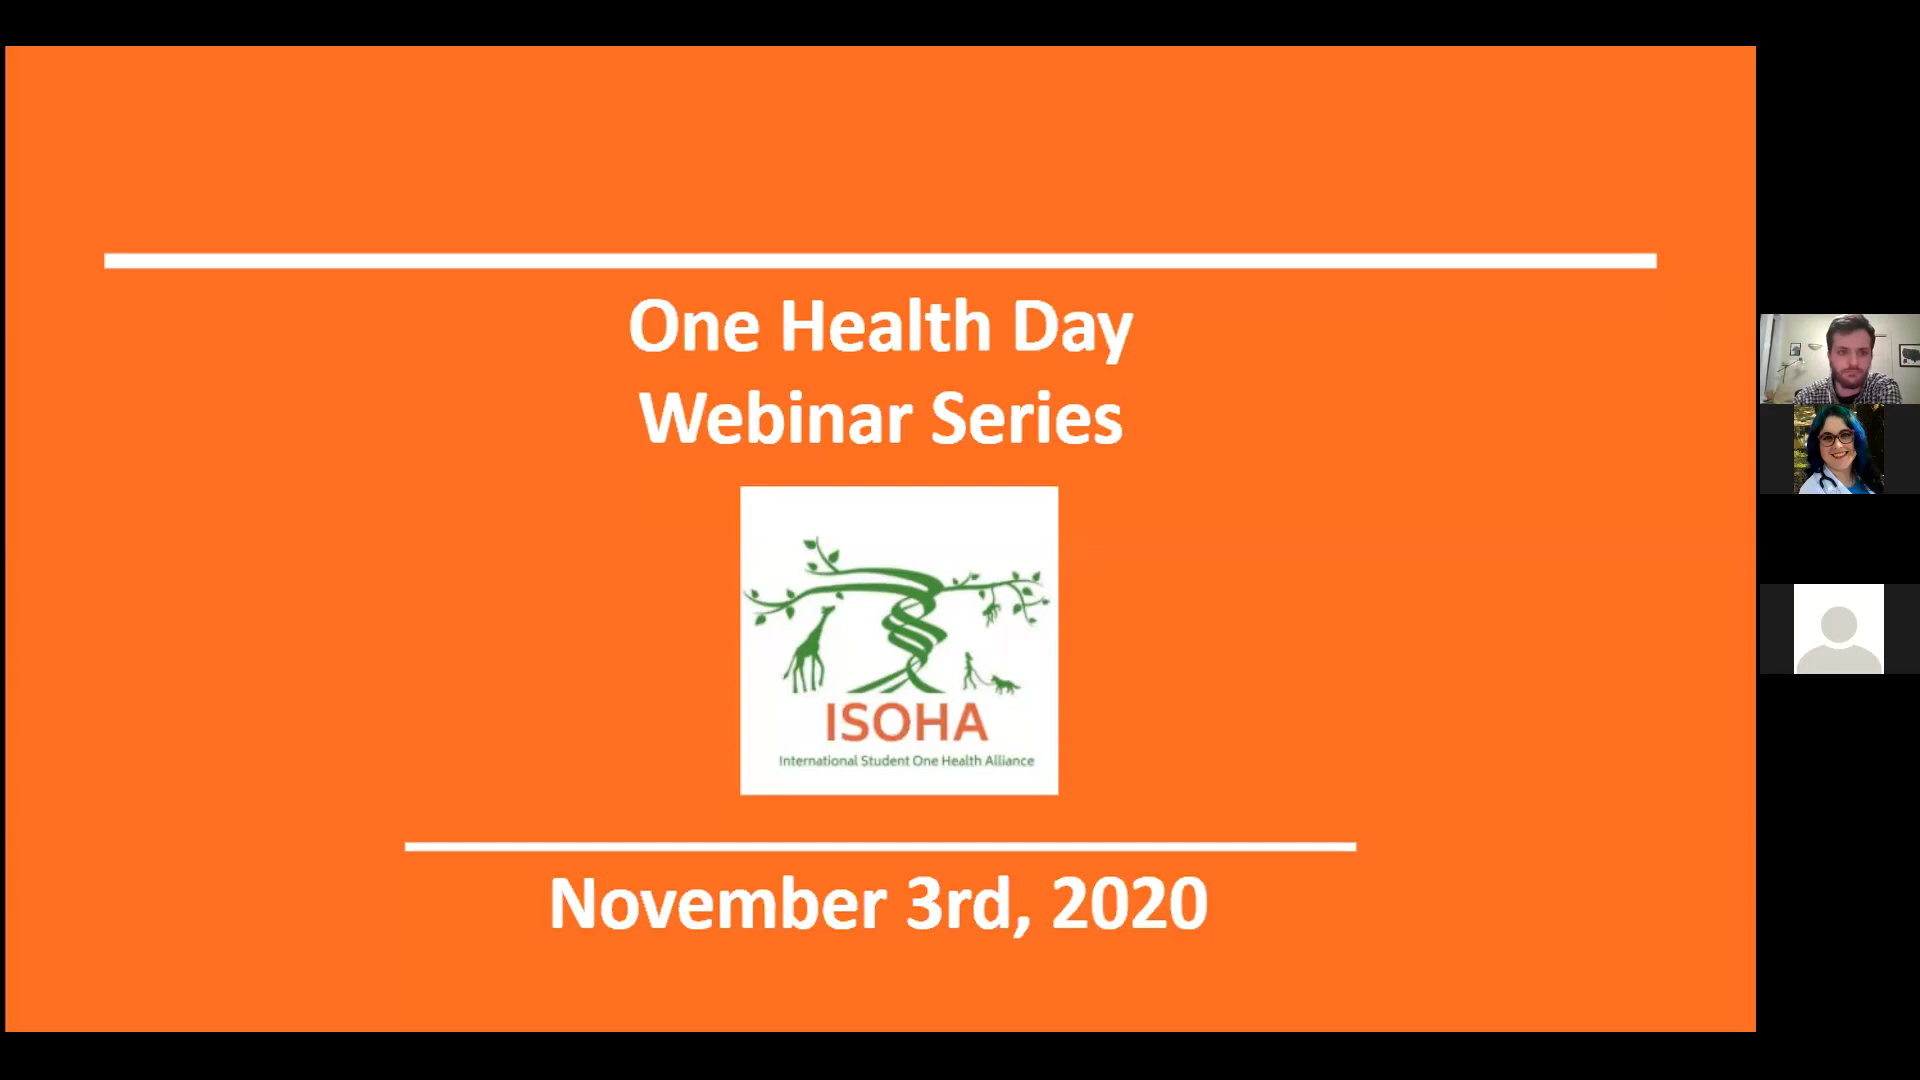 One Health Day
Webinar Series
ISOHA
International Student One Health Alliance
November 3rd, 2020